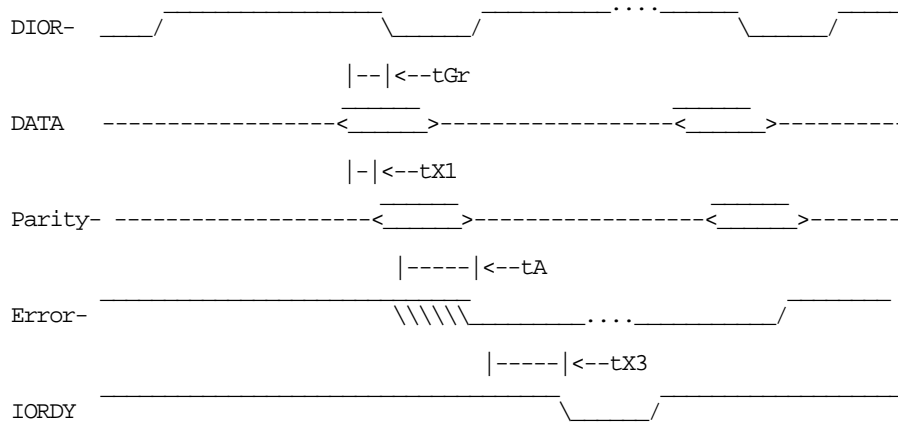 DIOR-
|--|<--tGr
DATA
|-|<--tX1
Parity-
|-----|<--tA
Error-
|-----|<--tX3
IORDY